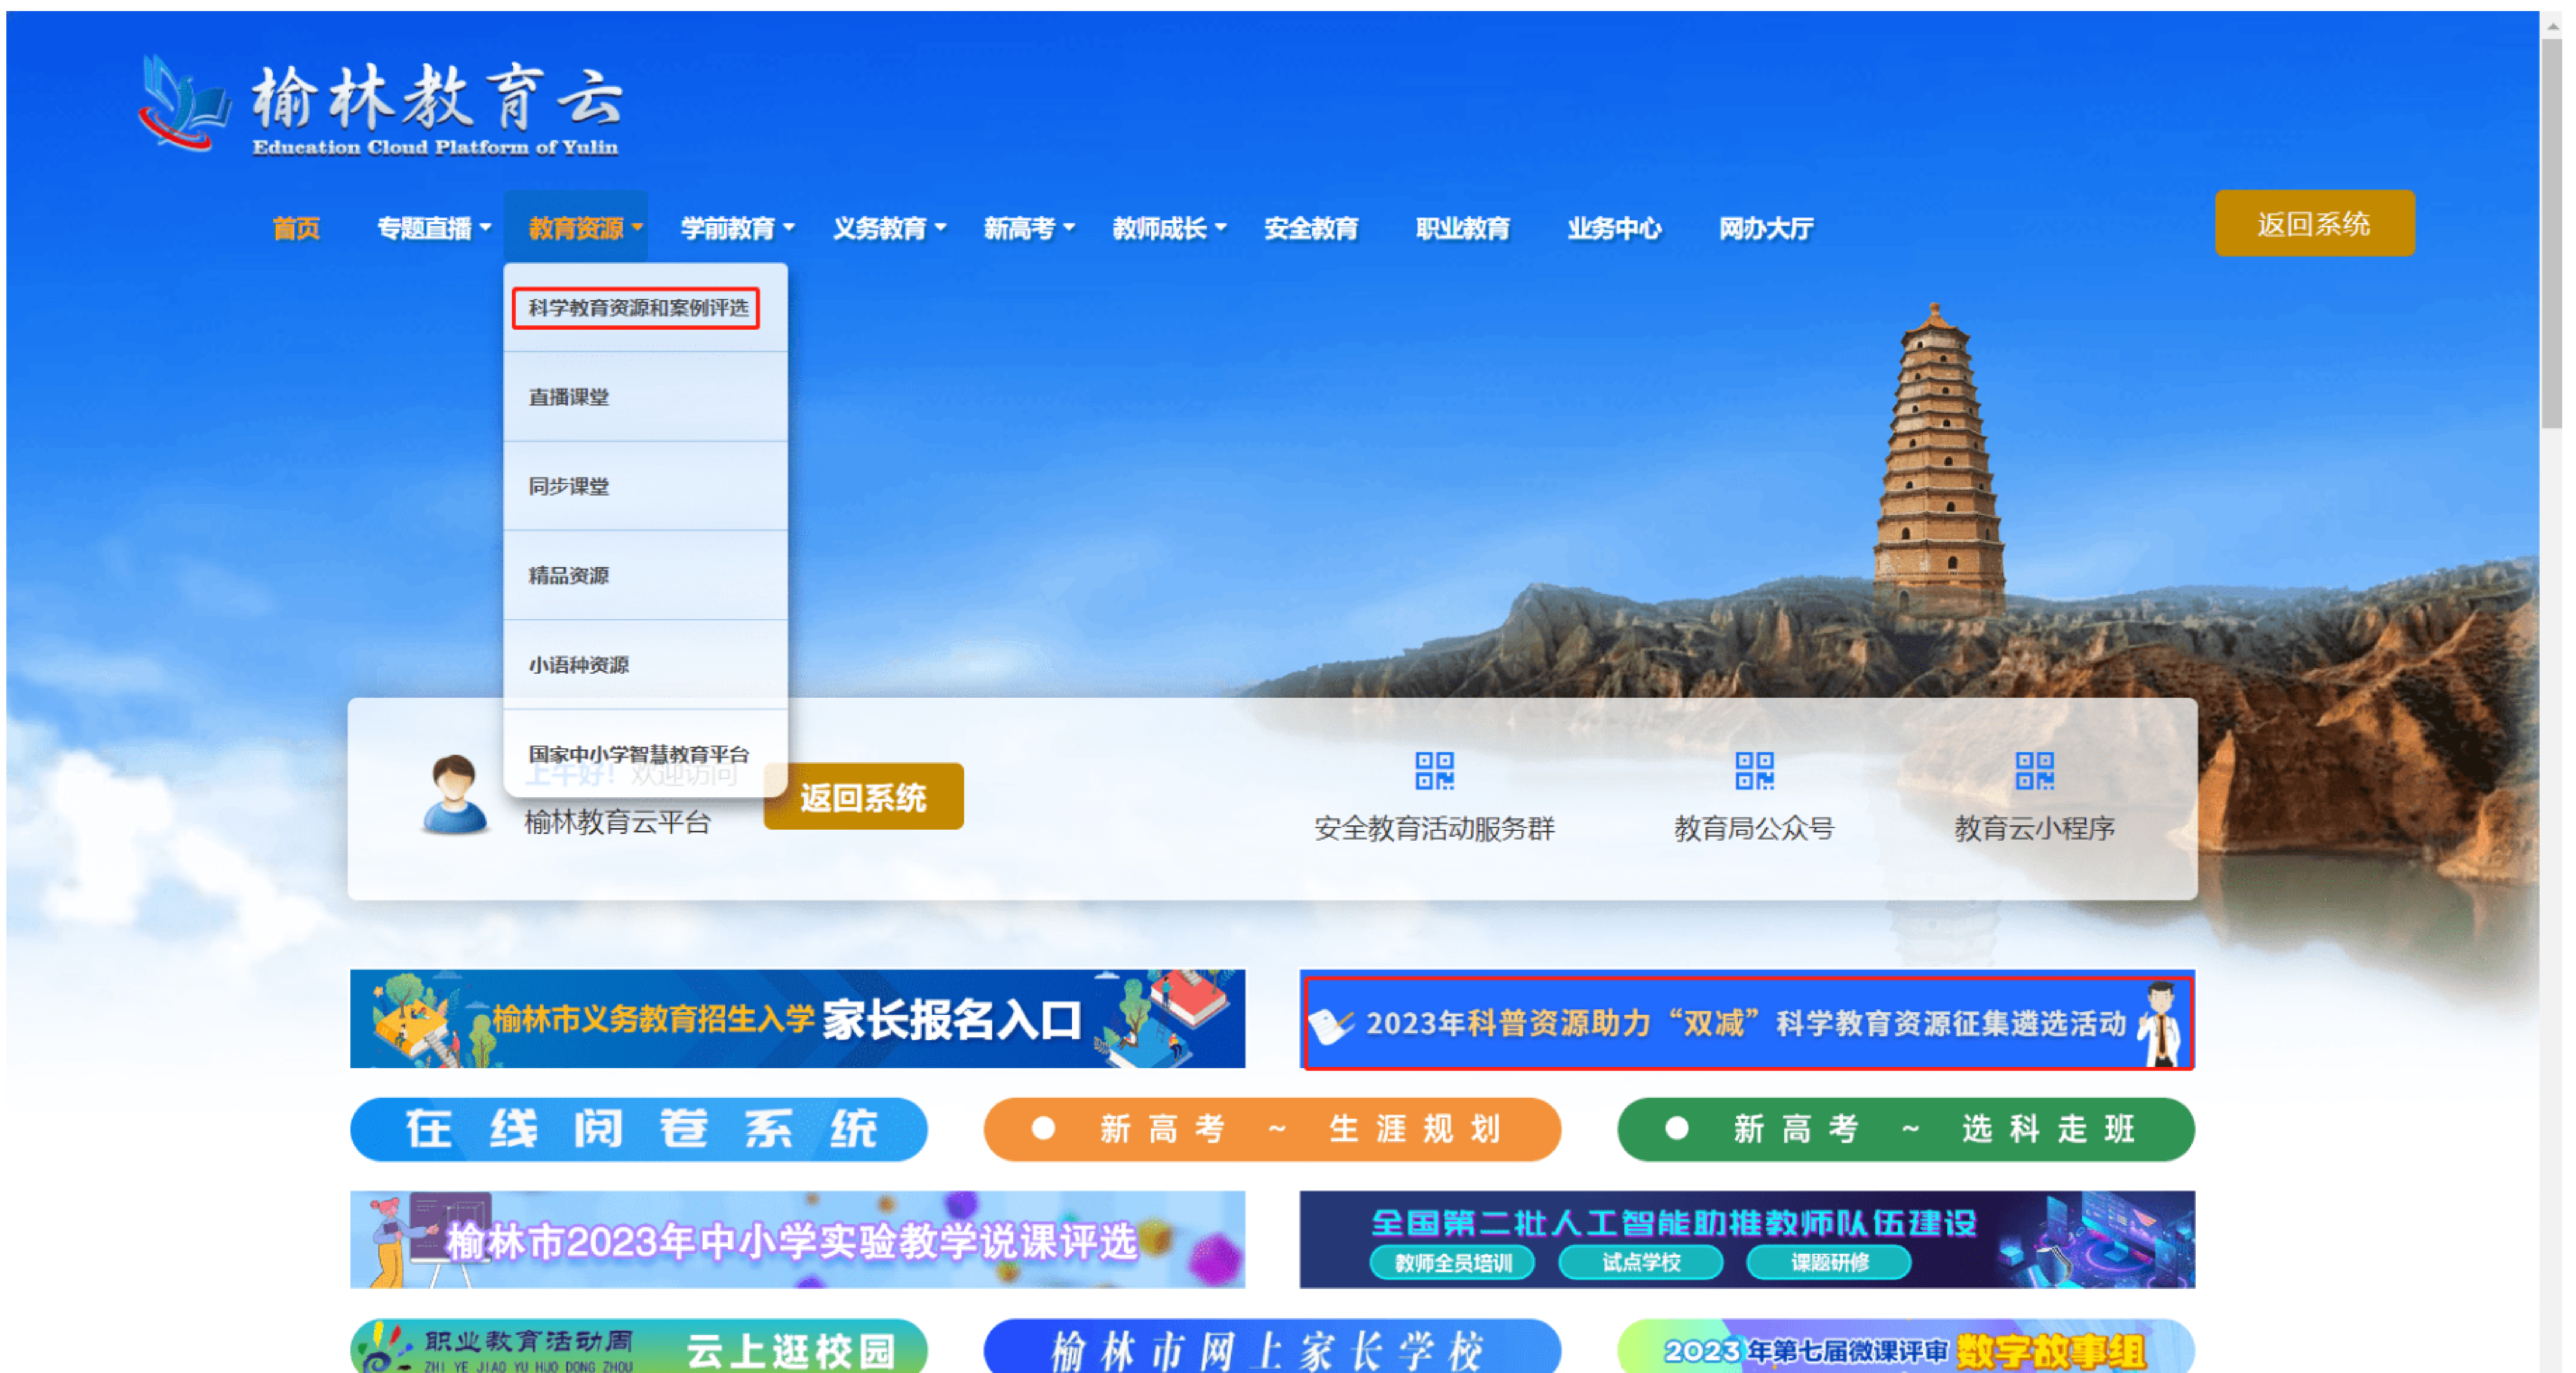 榆林教育云
Education Cloud Platform of Yulin
首页 专题直播 教育资源 学前教育 义务教育 新高考 教师成长 安全教育 职业教育 业务中心 网办大厅 返回系统
科学教育资源和案例评选
直播课堂
同步课堂
精品资源
小语种资源
国家中小学智慧教育平台
上午好！欢迎访问
榆林教育云平台
返回系统
安全教育活动服务群 教育局公众号 教育云小程序
榆林市义务教育招生入学 家长报名入口
2023年科普资源助力“双减”科学教育资源征集遴选活动
在线阅卷系统
新高考 ~ 生涯规划
新高考 ~ 选科走班
榆林市2023年中小学实验教学说课评选
全国第二批人工智能助推教师队伍建设
教师全员培训 试点学校 课题研修
职业教育活动周 云上逛校园
ZHI YE JIAO YU HUO DONG ZHOU
榆林市网上家长学校
2023年第七届微课评审 数字故事组